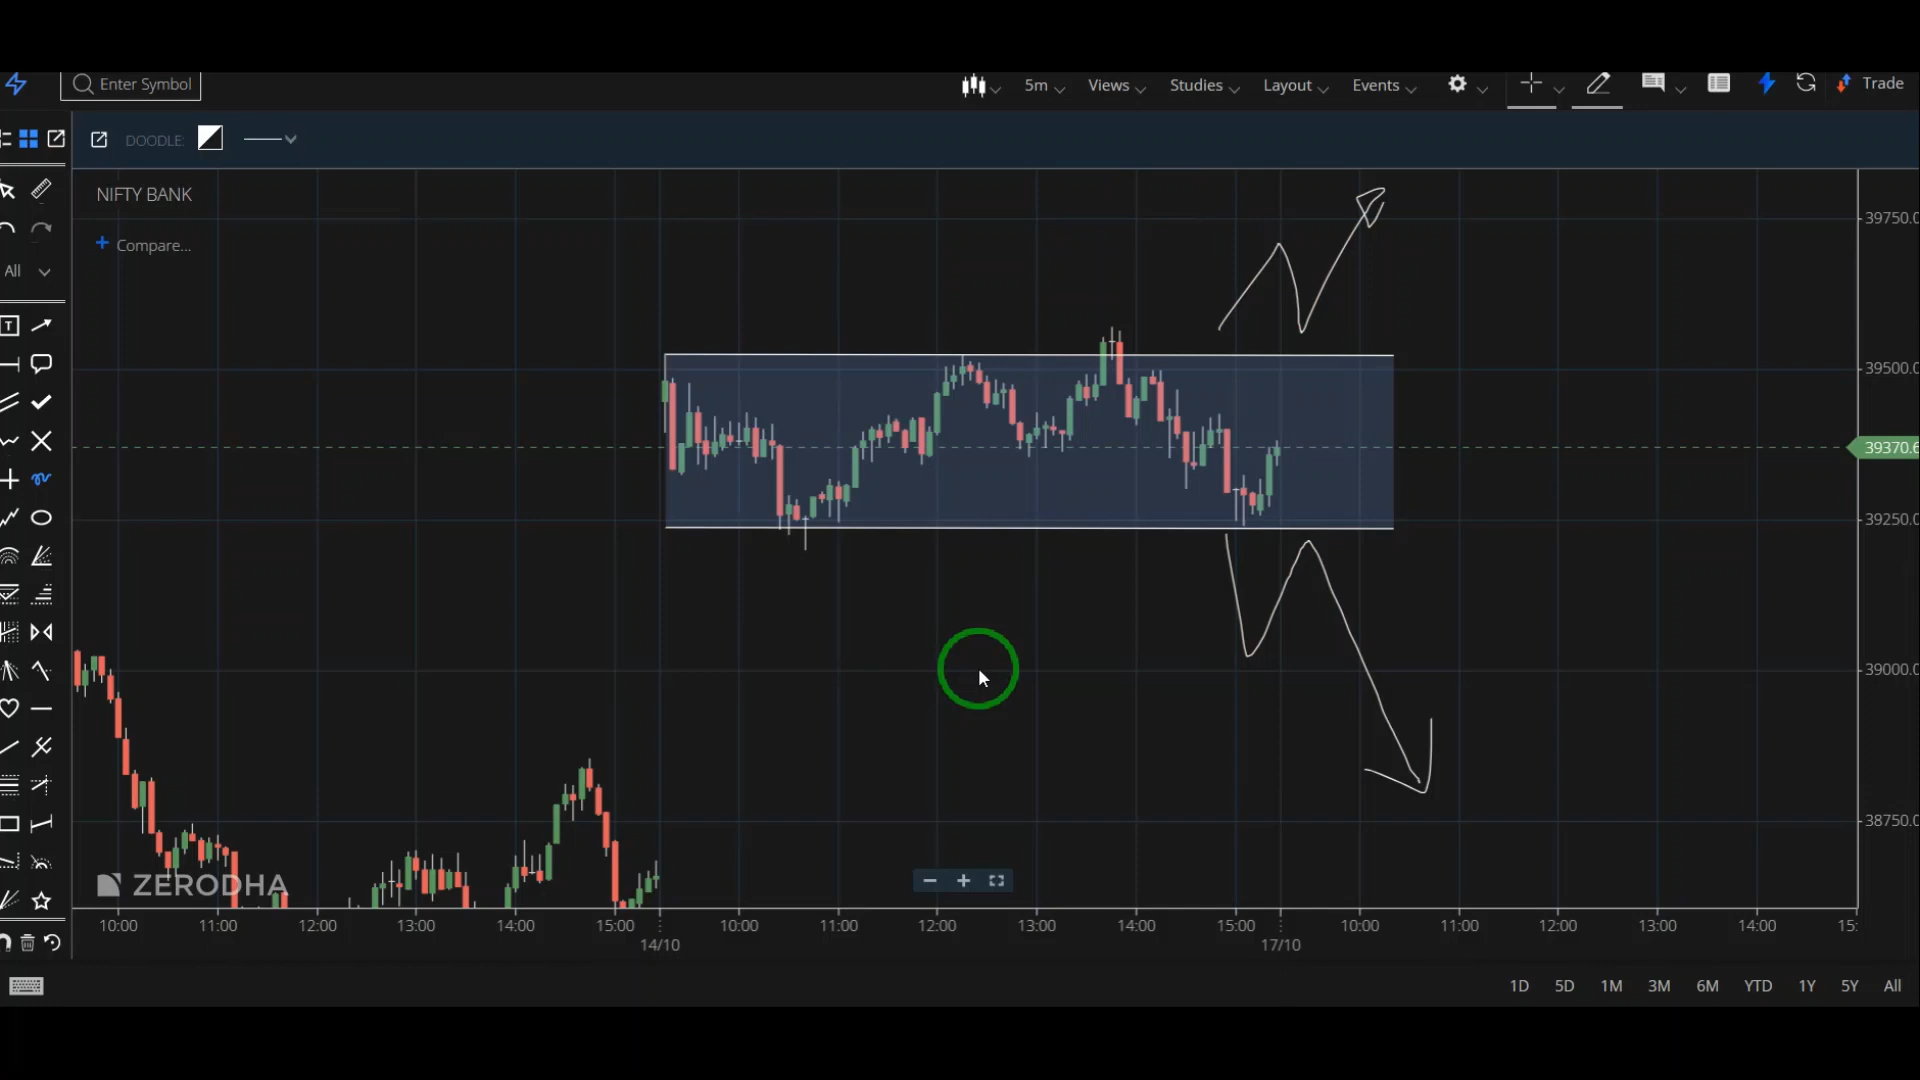 Enter Symbol
5m Views Studies Layout Events Trade
DOODLE:
NIFTY BANK
Compare...
All
T
39750.0
39500.0
39370.6
39250.0
39000.0
38750.0
ZERODHA
10:00 11:00 12:00 13:00 14:00 15:00 10:00 11:00 12:00 13:00 14:00 15:00 10:00 11:00 12:00 13:00 14:00 15:
14/10 17/10
1D 5D 1M 3M 6M YTD 1Y 5Y All